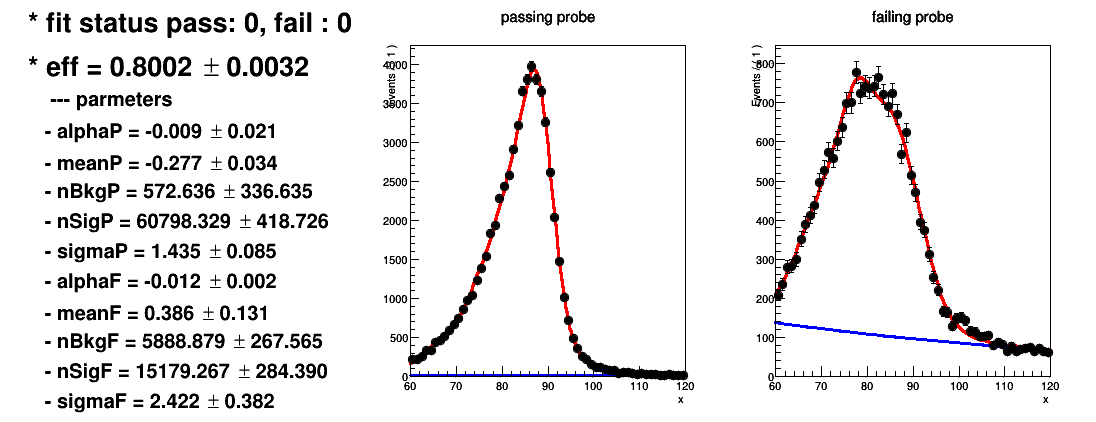 * fit status pass: 0, fail : 0
* eff = 0.8002 ± 0.0032
--- parmeters
- alphaP = -0.009 ± 0.021
- meanP = -0.277 ± 0.034
- nBkgP = 572.636 ± 336.635
- nSigP = 60798.329 ± 418.726
- sigmaP = 1.435 ± 0.085
- alphaF = -0.012 ± 0.002
- meanF = 0.386 ± 0.131
- nBkgF = 5888.879 ± 267.565
- nSigF = 15179.267 ± 284.390
- sigmaF = 2.422 ± 0.382
passing probe
Events / ( 1 )
4000
3500
3000
2500
2000
1500
1000
500
0
60 70 80 90 100 110 120
x
failing probe
Events / ( 1 )
800
700
600
500
400
300
200
100
0
60 70 80 90 100 110 120
x